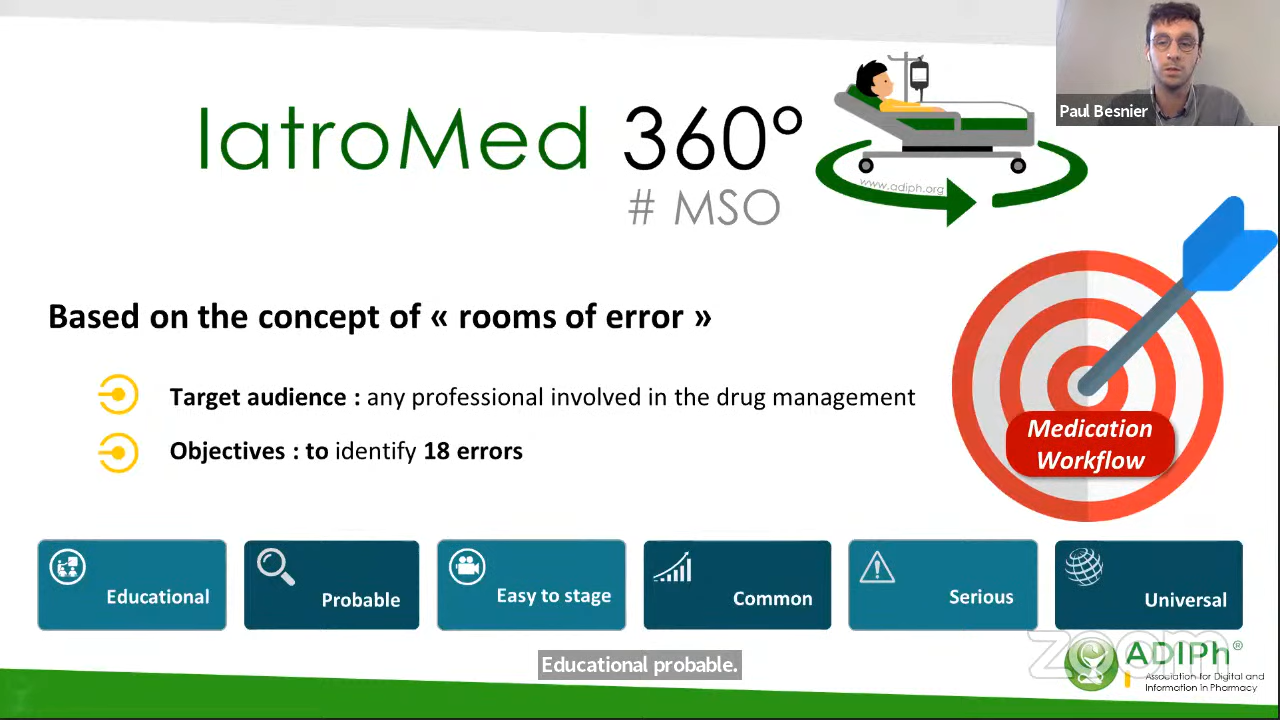 Paul Besnier
IatroMed 360°
# MSO
www.adiph.org
Based on the concept of « rooms of error »
Target audience : any professional involved in the drug management
Objectives : to identify 18 errors
Medication
Workflow
Educational
Probable
Easy to stage
Common
Serious
Universal
Educational probable.
zoom
ADIPh®
Association for Digital and
Information in Pharmacy